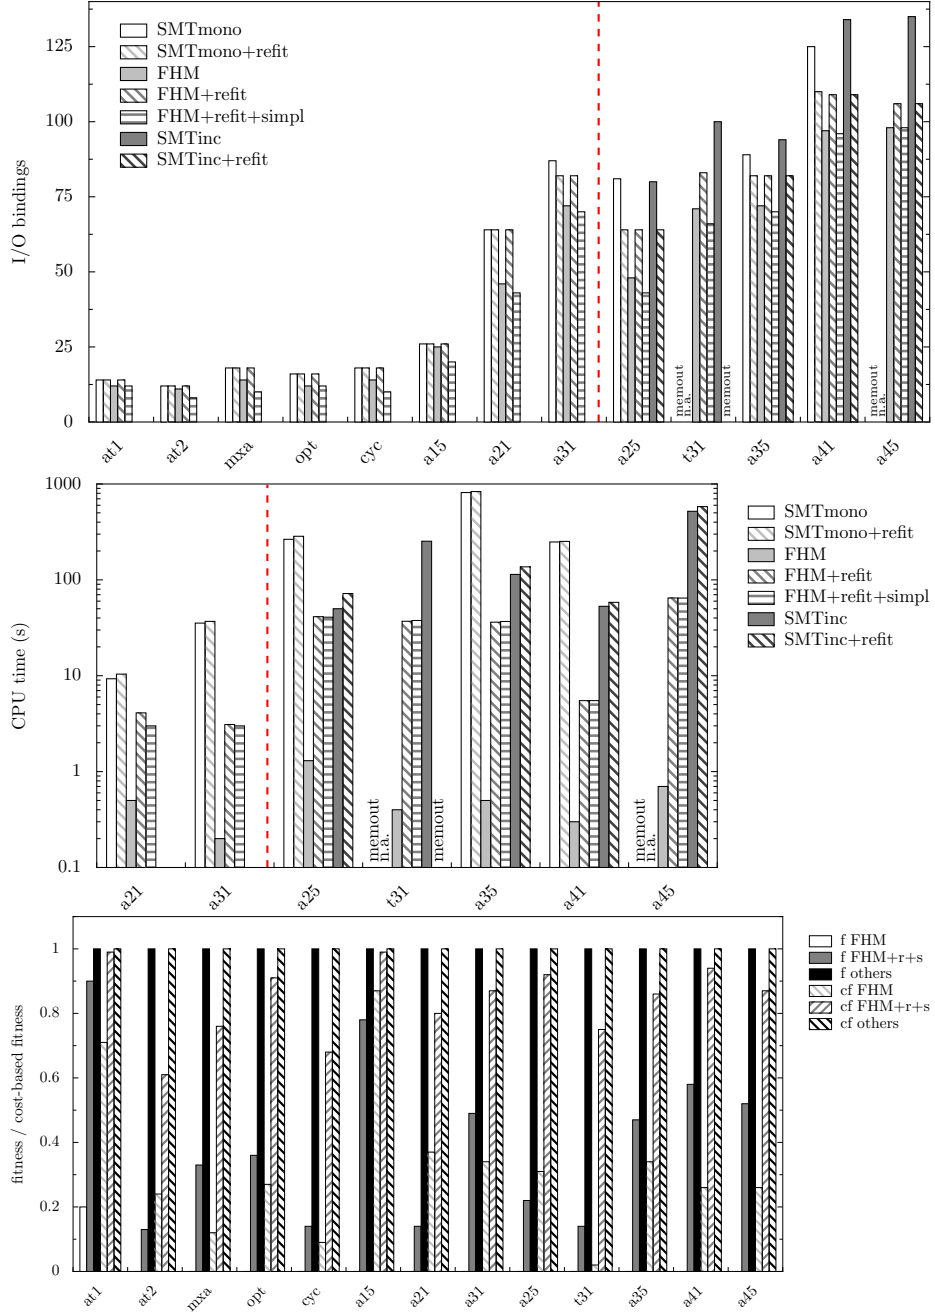 I/O bindings
125
100
75
50
25
0
SMTmono
SMTmono+refit
FHM
FHM+refit
FHM+refit+simpl
SMTinc
SMTinc+refit
memout
n.a.
memout
memout
n.a.
at1
at2
mxa
opt
cyc
a15
a21
a31
a25
t31
a35
a41
a45
CPU time (s)
1000
100
10
1
0.1
memout
n.a.
memout
memout
n.a.
a21
a31
a25
t31
a35
a41
a45
SMTmono
SMTmono+refit
FHM
FHM+refit
FHM+refit+simpl
SMTinc
SMTinc+refit
fitness / cost-based fitness
1
0.8
0.6
0.4
0.2
0
at1
at2
mxa
opt
cyc
a15
a21
a31
a25
t31
a35
a41
a45
f FHM
f FHM+r+s
f others
cf FHM
cf FHM+r+s
cf others